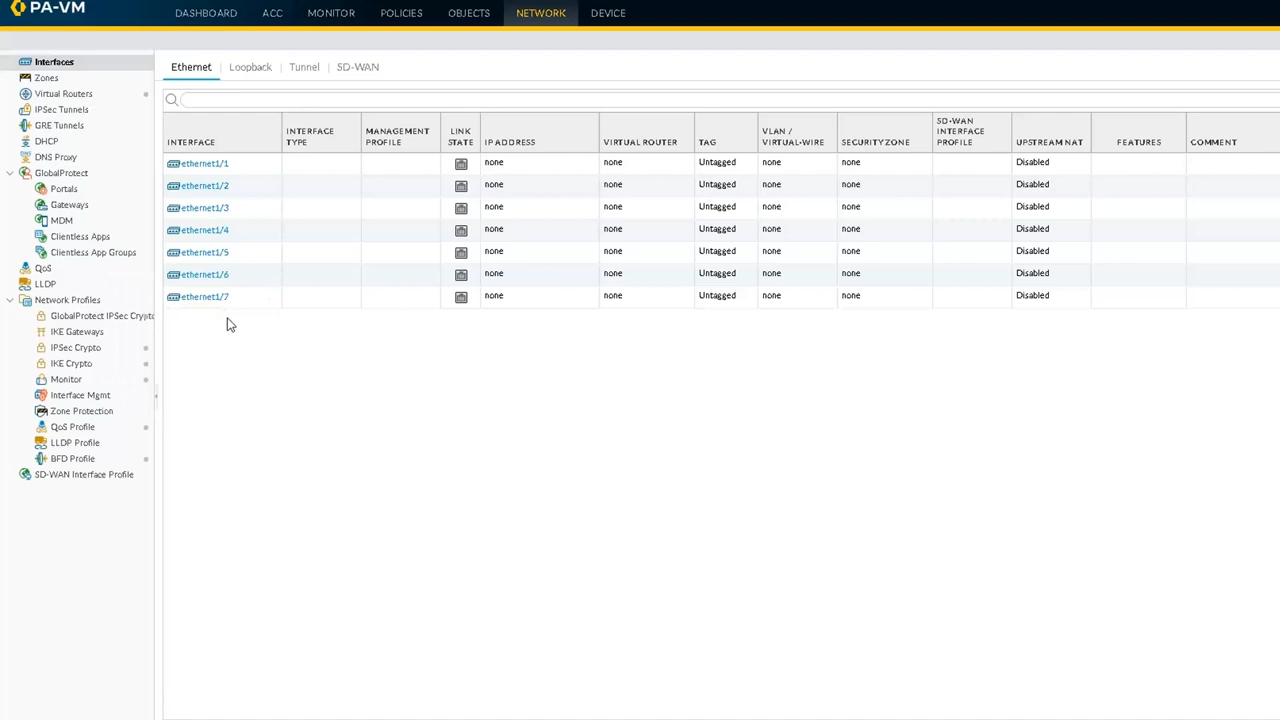 PA-VM
DASHBOARD ACC MONITOR POLICIES OBJECTS NETWORK DEVICE
Interfaces
Zones
Virtual Routers
IPSec Tunnels
GRE Tunnels
DHCP
DNS Proxy
GlobalProtect
Portals
Gateways
MDM
Clientless Apps
Clientless App Groups
QoS
LLDP
Network Profiles
GlobalProtect IPSec Crypto
IKE Gateways
IPSec Crypto
IKE Crypto
Monitor
Interface Mgmt
Zone Protection
QoS Profile
LLDP Profile
BFD Profile
SD-WAN Interface Profile
Ethernet Loopback Tunnel SD-WAN
INTERFACE
INTERFACE TYPE
MANAGEMENT PROFILE
LINK STATE
IP ADDRESS
VIRTUAL ROUTER
TAG
VLAN / VIRTUAL-WIRE
SECURITY ZONE
SD-WAN INTERFACE PROFILE
UPSTREAM NAT
FEATURES
COMMENT
ethernet1/1 none none Untagged none none Disabled
ethernet1/2 none none Untagged none none Disabled
ethernet1/3 none none Untagged none none Disabled
ethernet1/4 none none Untagged none none Disabled
ethernet1/5 none none Untagged none none Disabled
ethernet1/6 none none Untagged none none Disabled
ethernet1/7 none none Untagged none none Disabled